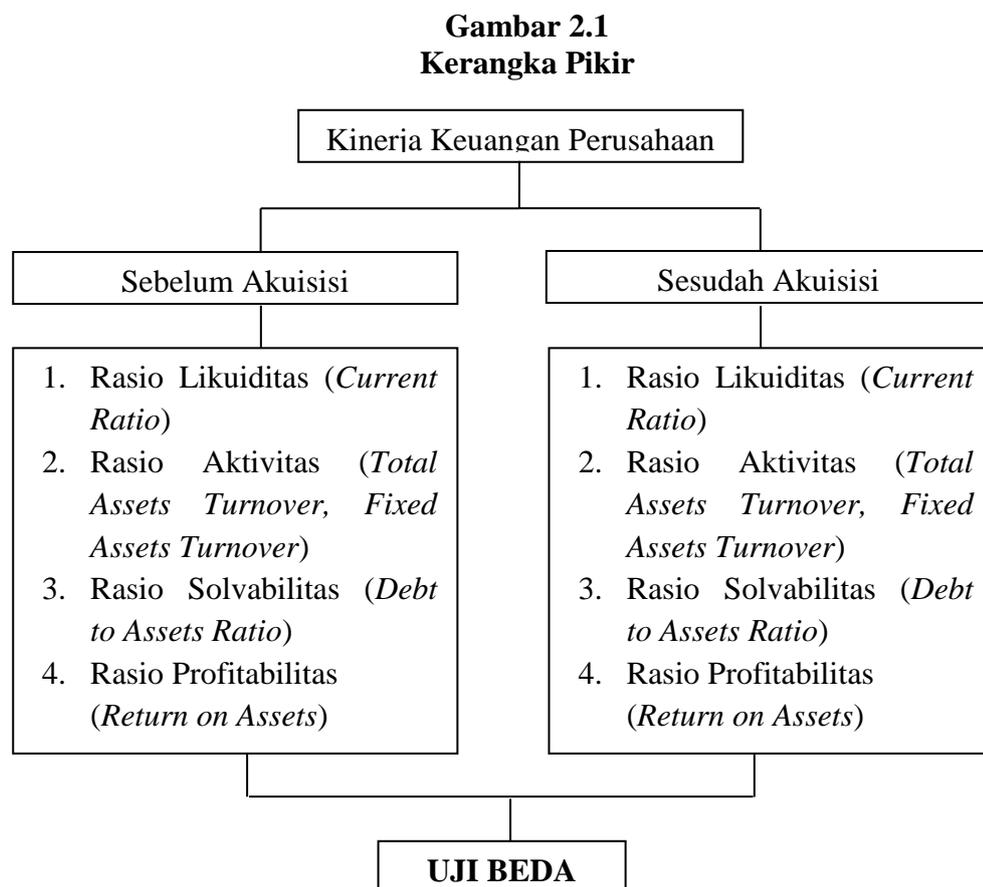 Gambar 2.1
Kerangka Pikir
Kinerja Keuangan Perusahaan
Sebelum Akuisisi
Sesudah Akuisisi
1. Rasio Likuiditas (Current
Ratio)
2. Rasio Aktivitas (Total
Assets Turnover, Fixed
Assets Turnover)
3. Rasio Solvabilitas (Debt
to Assets Ratio)
4. Rasio Profitabilitas
(Return on Assets)
1. Rasio Likuiditas (Current
Ratio)
2. Rasio Aktivitas (Total
Assets Turnover, Fixed
Assets Turnover)
3. Rasio Solvabilitas (Debt
to Assets Ratio)
4. Rasio Profitabilitas
(Return on Assets)
UJI BEDA